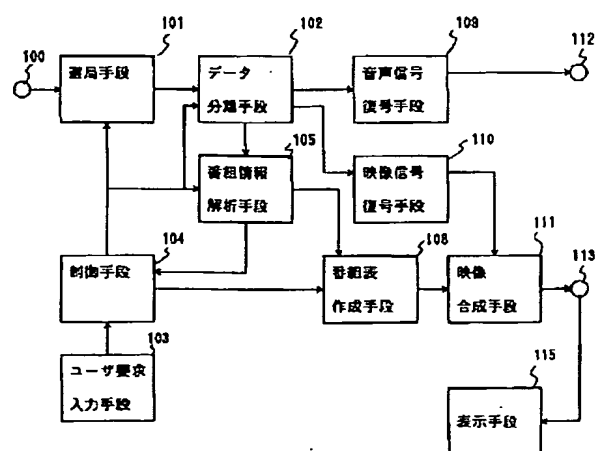 100
101
選局手段
102
データ
分離手段
109
音声信号
復号手段
112
105
番組情報
解析手段
110
映像信号
復号手段
104
制御手段
108
番組表
作成手段
111
映像
合成手段
113
103
ユーザ要求
入力手段
115
表示手段